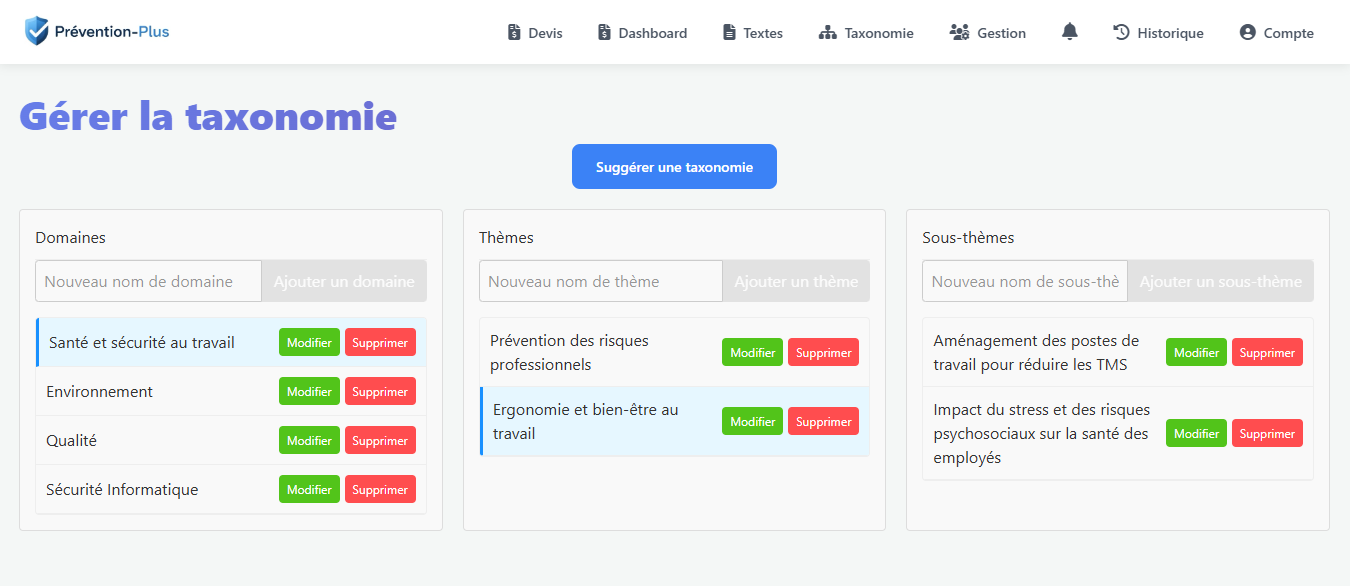 Prévention-Plus
Devis
Dashboard
Textes
Taxonomie
Gestion
Historique
Compte
Gérer la taxonomie
Suggérer une taxonomie
Domaines
Nouveau nom de domaine
Ajouter un domaine
Santé et sécurité au travail
Modifier
Supprimer
Environnement
Modifier
Supprimer
Qualité
Modifier
Supprimer
Sécurité Informatique
Modifier
Supprimer
Thèmes
Nouveau nom de thème
Ajouter un thème
Prévention des risques
professionnels
Modifier
Supprimer
Ergonomie et bien-être au
travail
Modifier
Supprimer
Sous-thèmes
Nouveau nom de sous-thè
Ajouter un sous-thème
Aménagement des postes de
travail pour réduire les TMS
Modifier
Supprimer
Impact du stress et des risques
psychosociaux sur la santé des
employés
Modifier
Supprimer